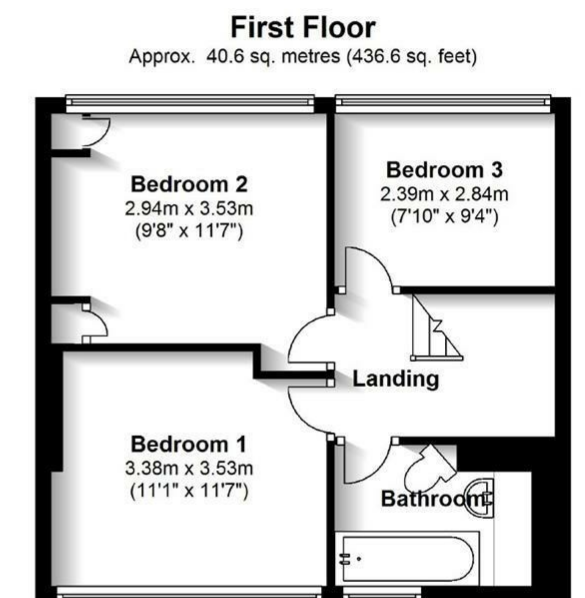 First Floor
Approx. 40.6 sq. metres (436.6 sq. feet)
Bedroom 2
2.94m x 3.53m
(9'8" x 11'7")
Bedroom 3
2.39m x 2.84m
(7'10" x 9'4")
Landing
Bedroom 1
3.38m x 3.53m
(11'1" x 11'7")
Bathroom